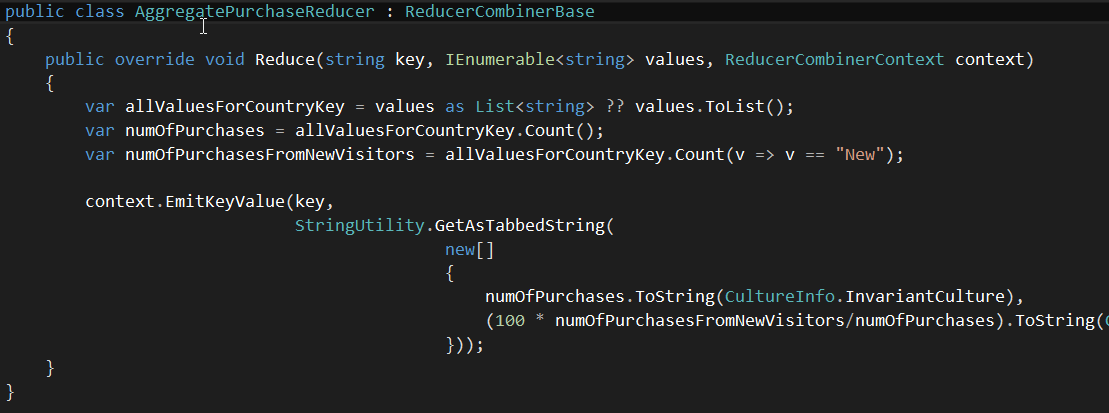 public class AggregatePurchaseReducer : ReducerCombinerBase
{
    public override void Reduce(string key, IEnumerable<string> values, ReducerCombinerContext context)
    {
        var allValuesForCountryKey = values as List<string> ?? values.ToList();
        var numOfPurchases = allValuesForCountryKey.Count();
        var numOfPurchasesFromNewVisitors = allValuesForCountryKey.Count(v => v == "New");

        context.EmitKeyValue(key,
                             StringUtility.GetAsTabbedString(
                                            new[]
                                            {
                                                numOfPurchases.ToString(CultureInfo.InvariantCulture),
                                                (100 * numOfPurchasesFromNewVisitors/numOfPurchases).ToString(
                                            }));
    }
}